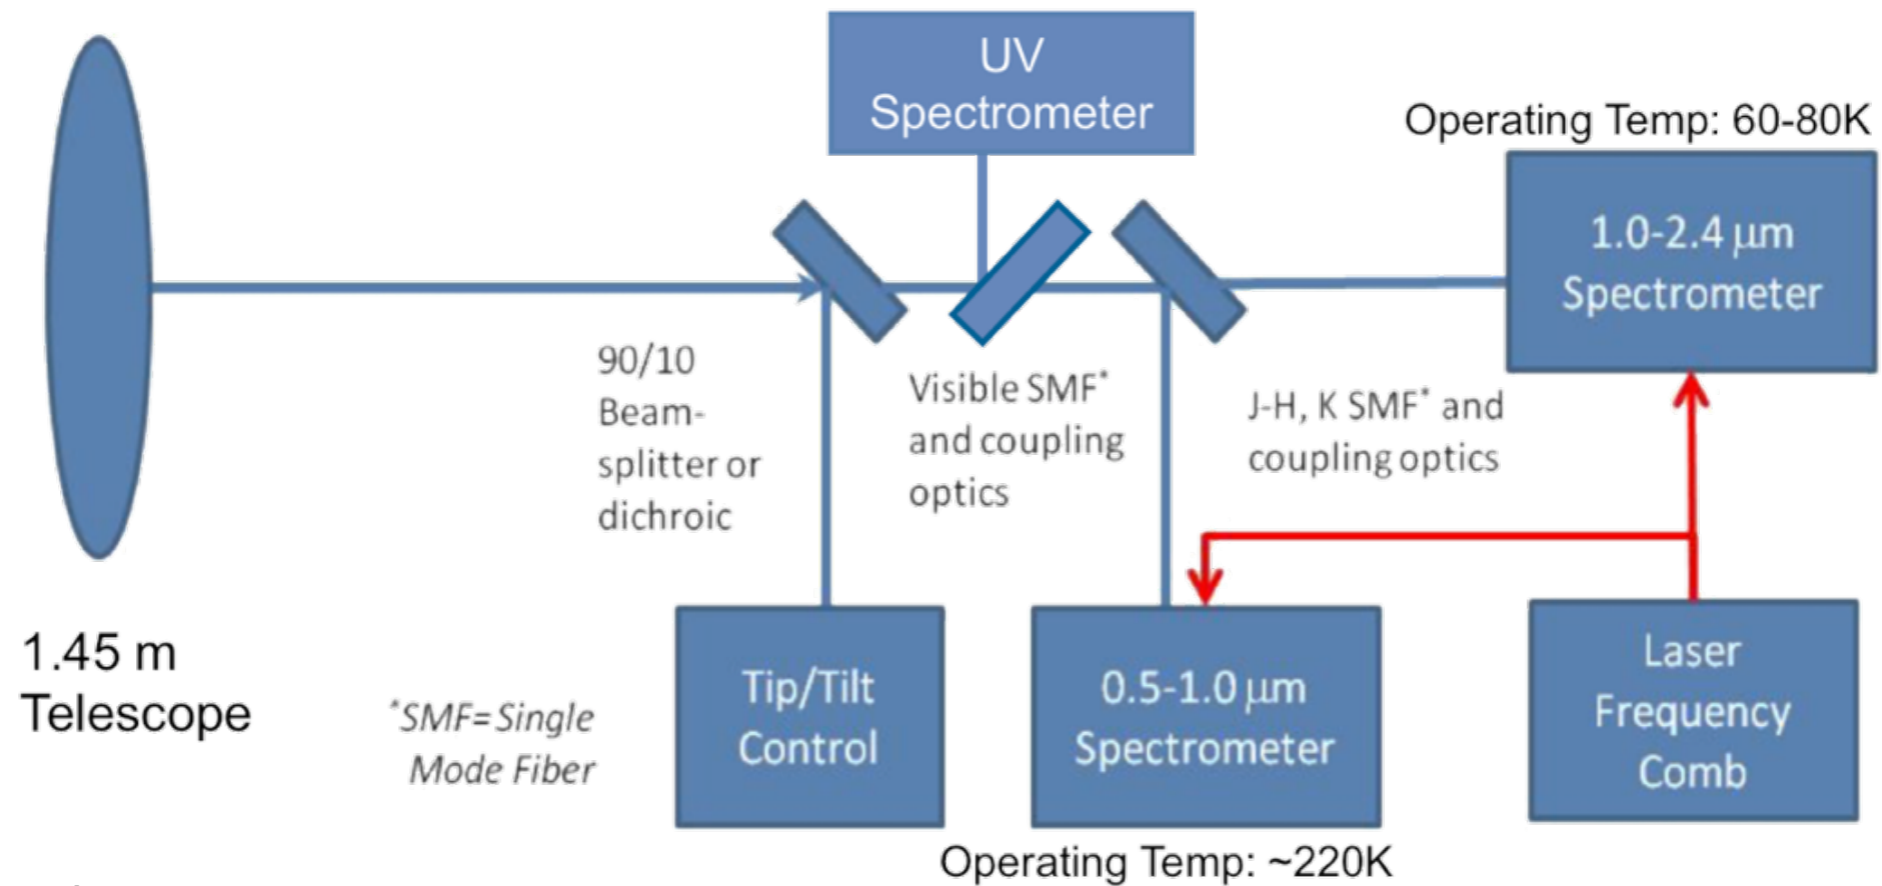 UV
Spectrometer
Operating Temp: 60-80K
1.0-2.4 μm
Spectrometer
90/10
Beam-
splitter or
dichroic
Visible SMF*
and coupling
optics
J-H, K SMF* and
coupling optics
1.45 m
Telescope
*SMF=Single
Mode Fiber
Tip/Tilt
Control
0.5-1.0 μm
Spectrometer
Laser
Frequency
Comb
Operating Temp: ~220K